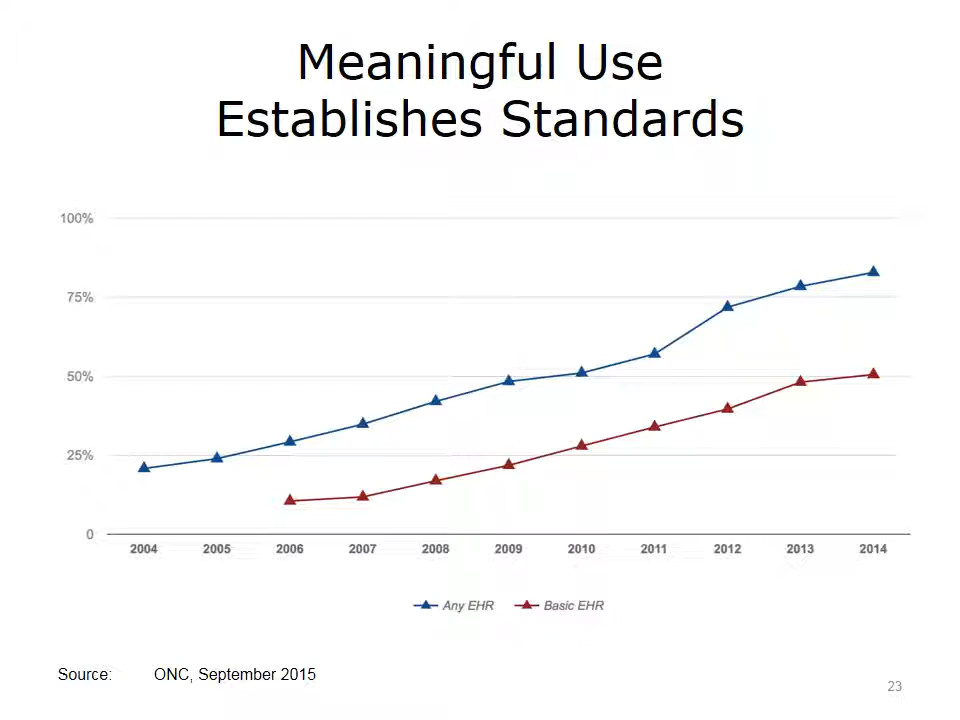 Meaningful Use
Establishes Standards
100%
75%
50%
25%
0
2004 2005 2006 2007 2008 2009 2010 2011 2012 2013 2014
Any EHR Basic EHR
Source: ONC, September 2015
23